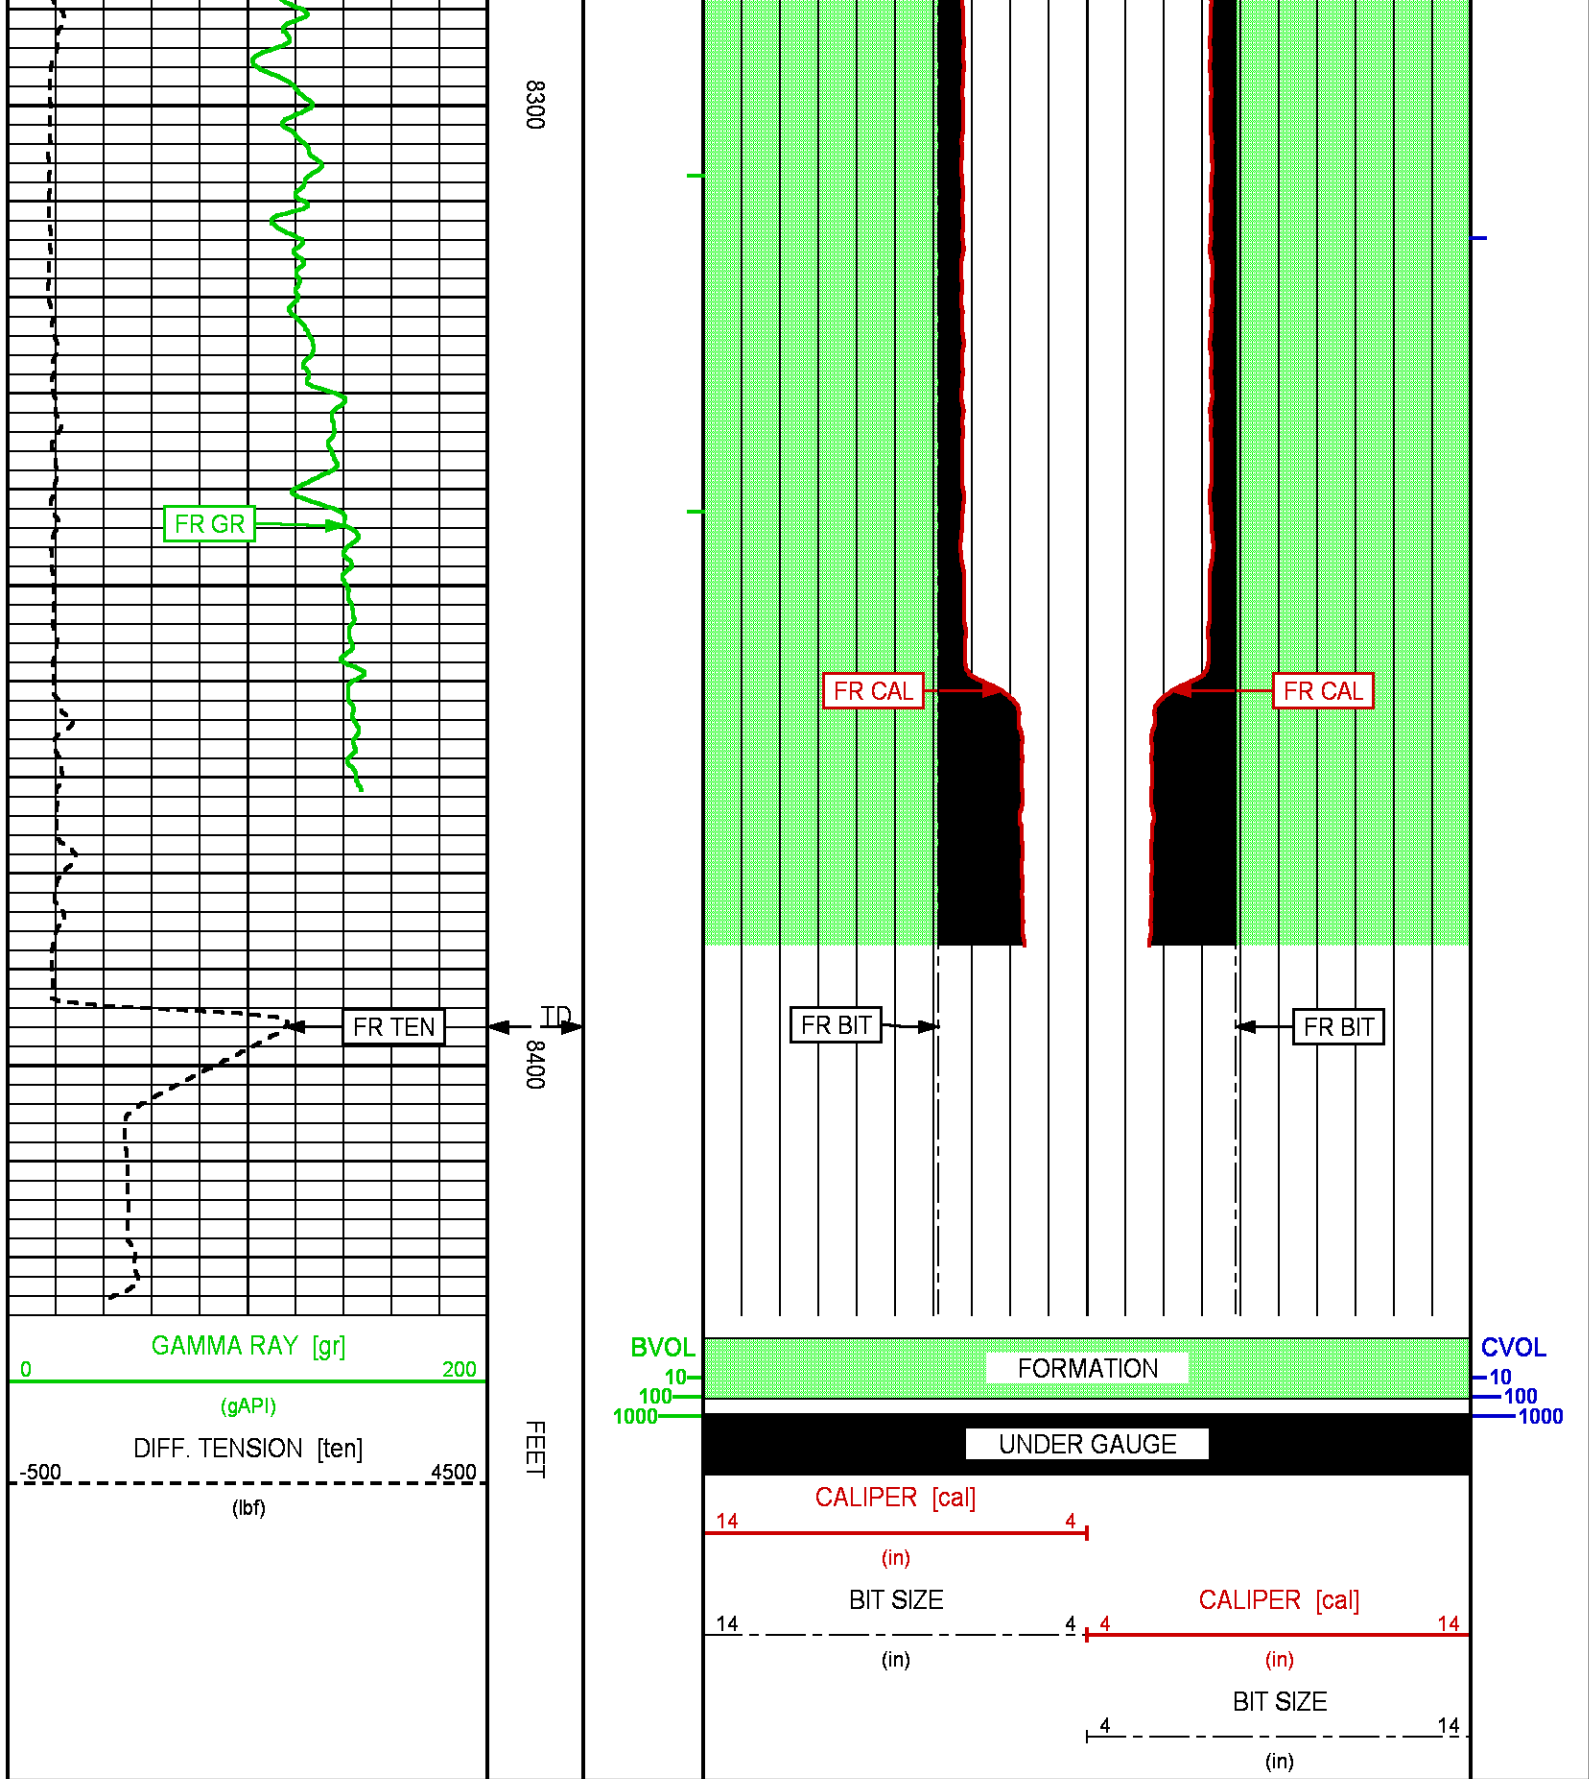 8300
FR GR
FR CAL
FR CAL
TD
FR TEN
FR BIT
FR BIT
8400
GAMMA RAY [gr]
0 200
(gAPI)
DIFF. TENSION [ten]
-500 4500
(lbf)
FEET
BVOL
10
100
1000
FORMATION
UNDER GAUGE
CVOL
10
100
1000
CALIPER [cal]
14 4
(in)
BIT SIZE
14 4
(in)
CALIPER [cal]
4 14
(in)
BIT SIZE
4 14
(in)